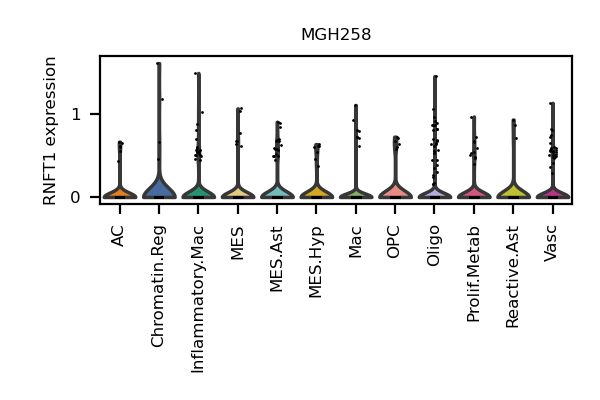 MGH258
RNFT1 expression
1
0
AC
Chromatin.Reg
Inflammatory.Mac
MES
MES.Ast
MES.Hyp
Mac
OPC
Oligo
Prolif.Metab
Reactive.Ast
Vasc